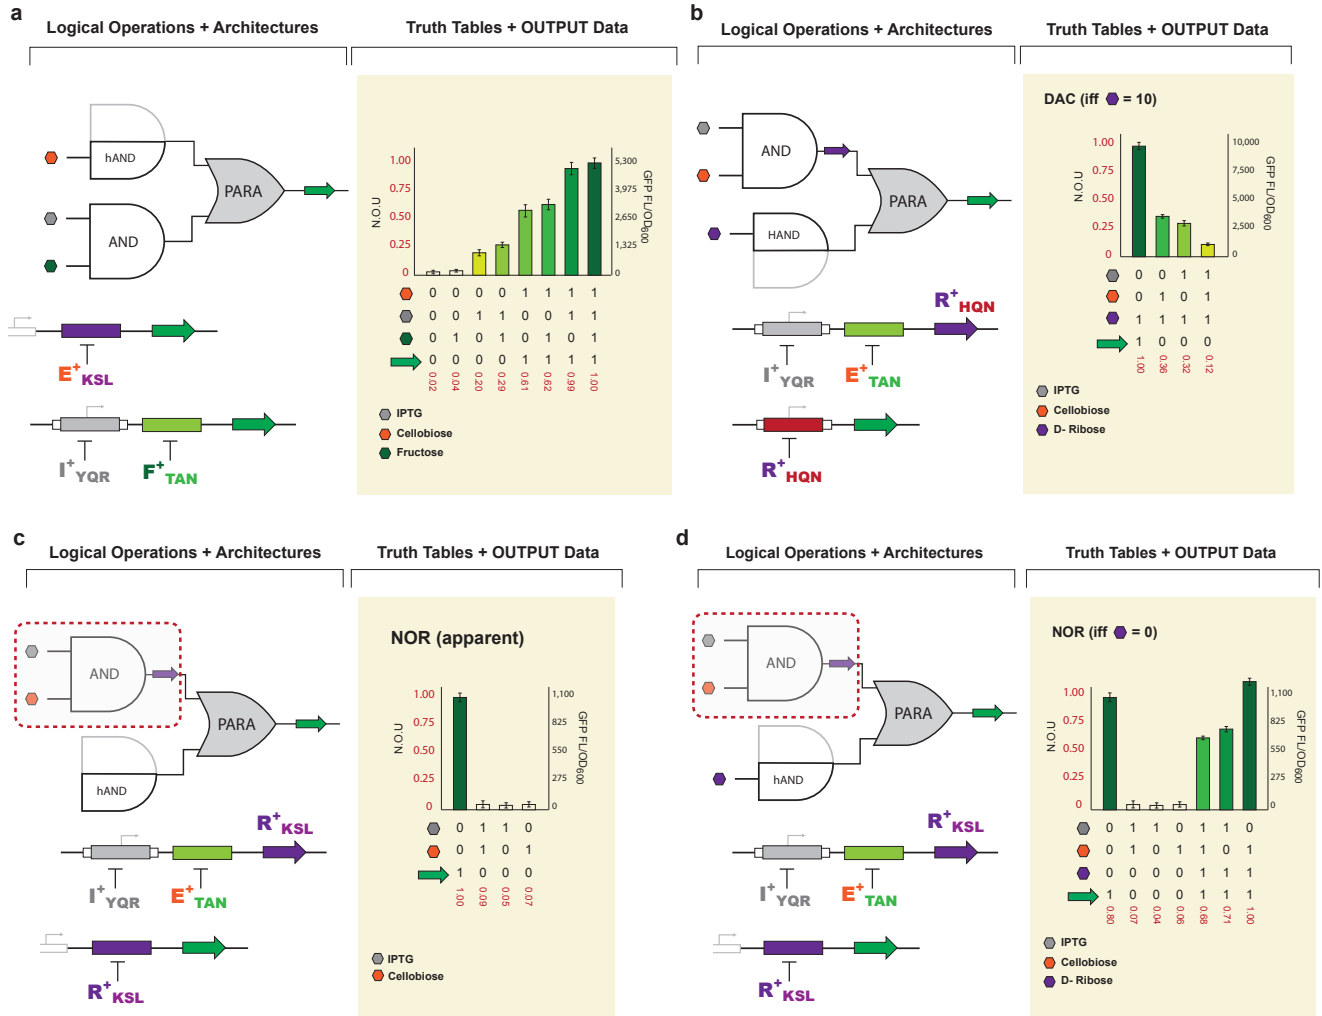 a
Logical Operations + Architectures
Truth Tables + OUTPUT Data
hAND
AND
PARA
E+KSL
I+YQR
F+TAN
N.O.U
1.00
0.75
0.50
0.25
0
5,300
3,975
2,650
1,325
0
GFP FL/OD600
0 0 0 0 1 1 1 1
0 0 1 1 0 0 1 1
0 1 0 1 0 1 0 1
0 0 0 0 1 1 1 1
0.02 0.04 0.20 0.29 0.61 0.62 0.99 1.00
IPTG
Cellobiose
Fructose
b
Logical Operations + Architectures
Truth Tables + OUTPUT Data
AND
HAND
PARA
R+HQN
I+YQR
E+TAN
R+HQN
DAC (iff = 10)
N.O.U
1.00
0.75
0.50
0.25
0
10,000
7,500
5,000
2,500
0
GFP FL/OD600
0 0 1 1
0 1 0 1
1 1 1 1
1 0 0 0
1.00 0.36 0.32 0.12
IPTG
Cellobiose
D- Ribose
c
Logical Operations + Architectures
Truth Tables + OUTPUT Data
AND
PARA
hAND
R+KSL
I+YQR
E+TAN
R+KSL
NOR (apparent)
N.O.U
1.00
0.75
0.50
0.25
0
1,100
825
550
275
0
GFP FL/OD600
0 1 1 0
0 0 1 1
1 0 0 0
1.00 0.09 0.05 0.07
IPTG
Cellobiose
d
Logical Operations + Architectures
Truth Tables + OUTPUT Data
AND
PARA
hAND
R+KSL
I+YQR
E+TAN
R+KSL
NOR (iff = 0)
N.O.U
1.00
0.75
0.50
0.25
0
1,100
825
550
275
0
GFP FL/OD600
0 1 1 0 0 1 0
0 0 1 1 0 0 1
0 0 0 0 1 1 1
1 0 0 0 1 1 1
0.80 0.07 0.04 0.06 0.68 0.71 1.00
IPTG
Cellobiose
D- Ribose